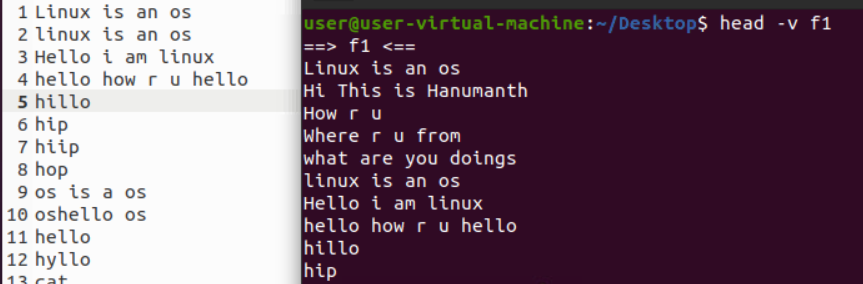 1 Linux is an os
2 linux is an os
3 Hello i am linux
4 hello how r u hello
5 hillo
6 hip
7 hiip
8 hop
9 os is a os
10 oshello os
11 hello
12 hyllo
13 cat
user@user-virtual-machine:~/Desktop$ head -v f1
==> f1 <==
Linux is an os
Hi This is Hanumanth
How r u
Where r u from
what are you doings
linux is an os
Hello i am linux
hello how r u hello
hillo
hip